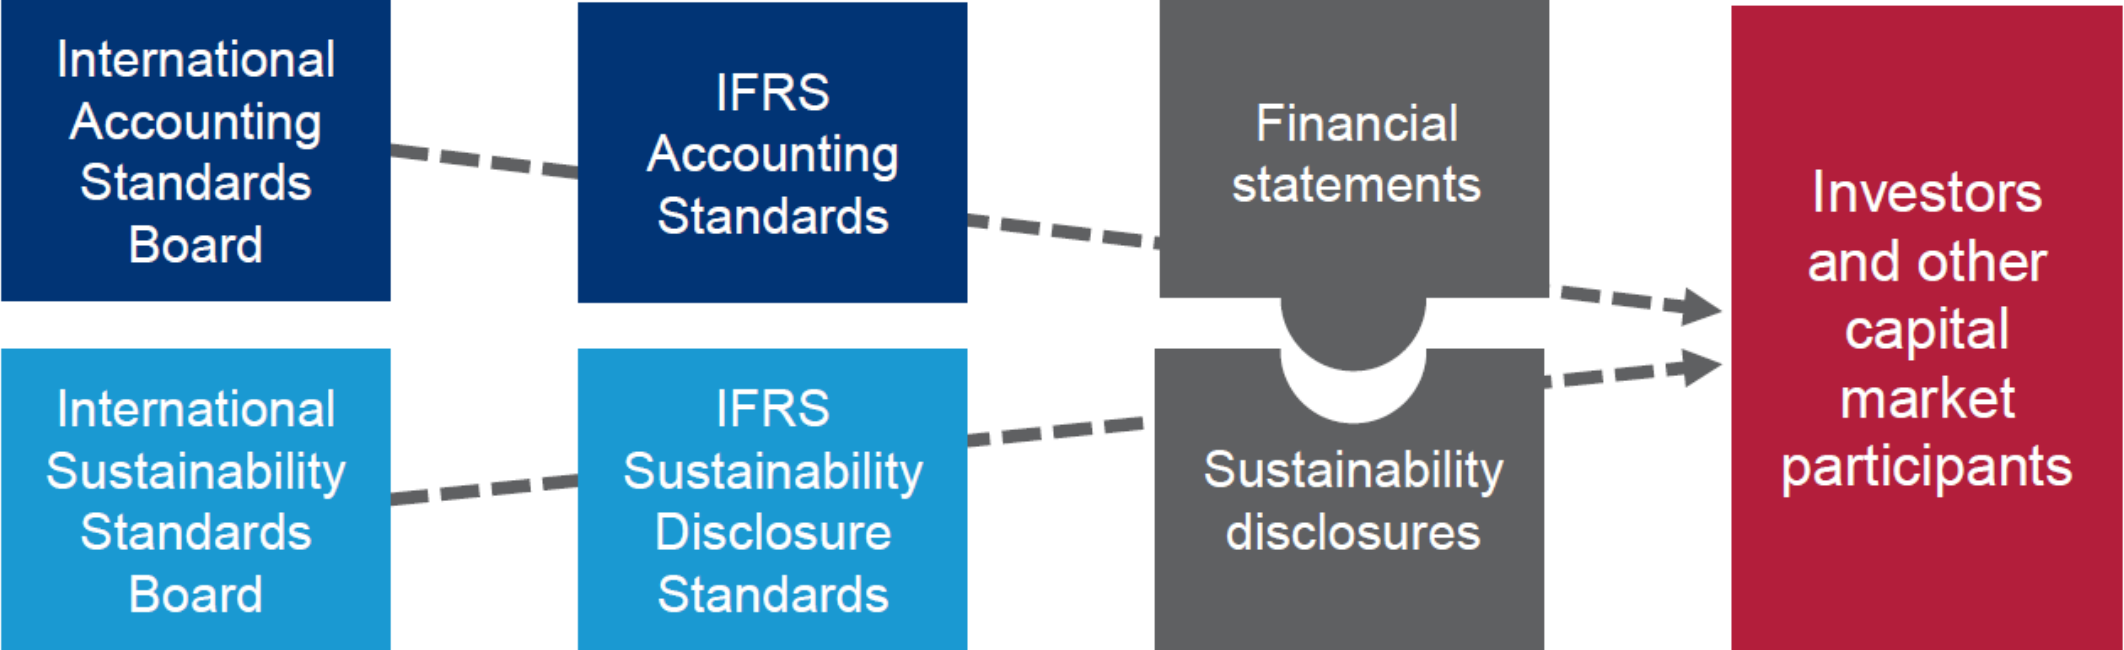 International
Accounting
Standards
Board
IFRS
Accounting
Standards
Financial
statements
International
Sustainability
Standards
Board
IFRS
Sustainability
Disclosure
Standards
Sustainability
disclosures
Investors
and other
capital
market
participants